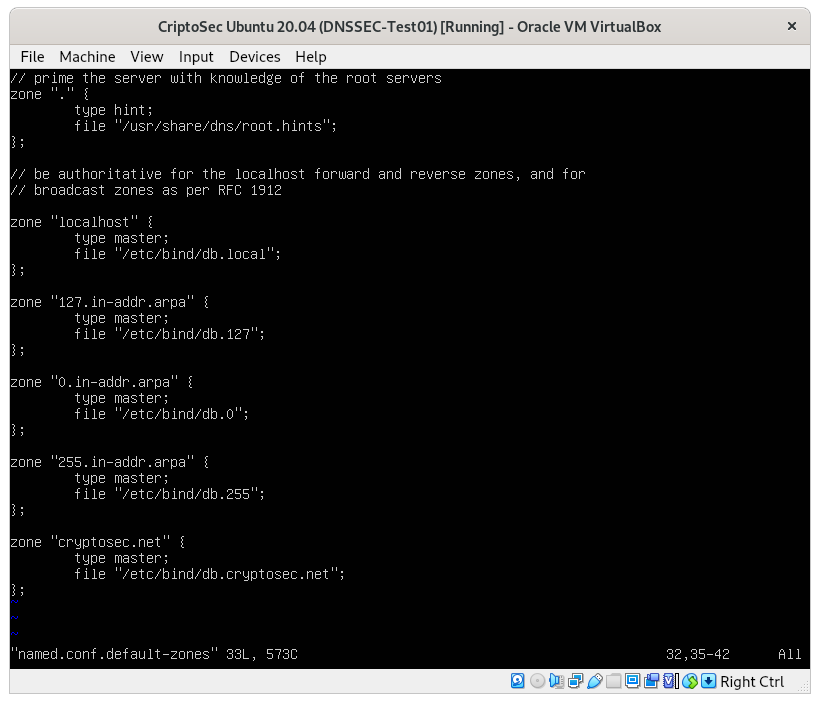 CriptoSec Ubuntu 20.04 (DNSSEC-Test01) [Running] - Oracle VM VirtualBox
File Machine View Input Devices Help
// prime the server with knowledge of the root servers
zone "." {
        type hint;
        file "/usr/share/dns/root.hints";
};

// be authoritative for the localhost forward and reverse zones, and for
// broadcast zones as per RFC 1912

zone "localhost" {
        type master;
        file "/etc/bind/db.local";
};

zone "127.in-addr.arpa" {
        type master;
        file "/etc/bind/db.127";
};

zone "0.in-addr.arpa" {
        type master;
        file "/etc/bind/db.0";
};

zone "255.in-addr.arpa" {
        type master;
        file "/etc/bind/db.255";
};

zone "cryptosec.net" {
        type master;
        file "/etc/bind/db.cryptosec.net";
};
~
~
~
"named.conf.default-zones" 33L, 573C 32,35-42 All
Right Ctrl